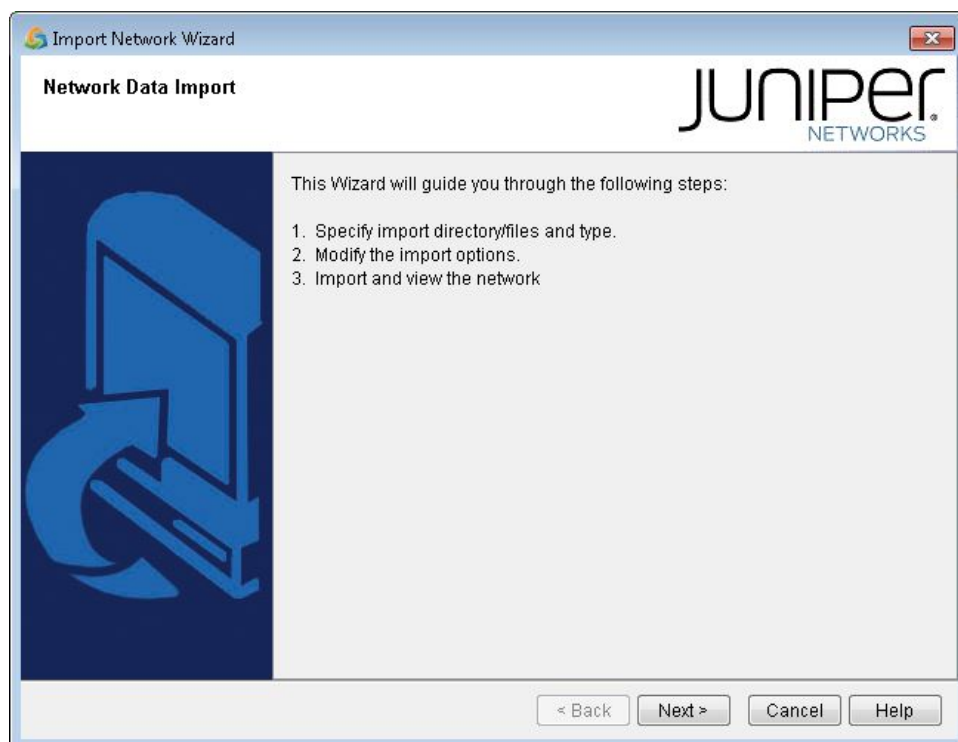 Import Network Wizard
Network Data Import
JUNIPER
NETWORKS
This Wizard will guide you through the following steps:
1. Specify import directory/files and type.
2. Modify the import options.
3. Import and view the network
< Back Next > Cancel Help